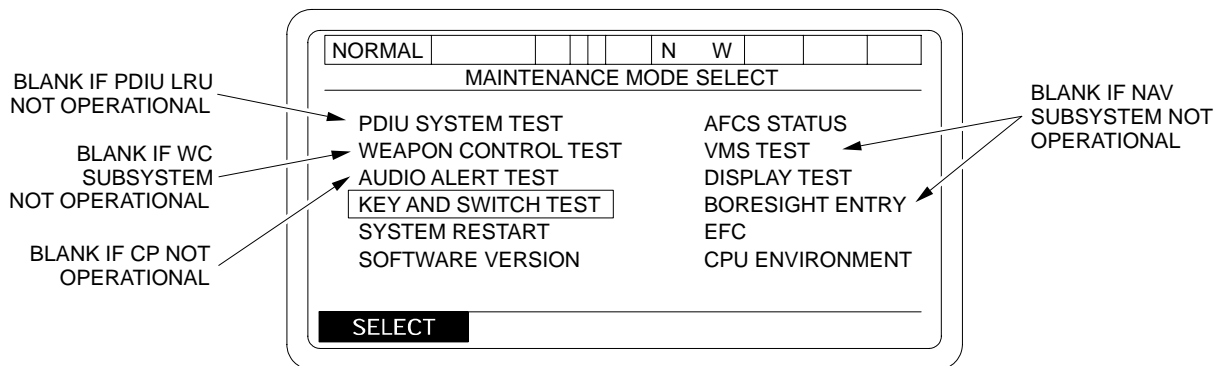 NORMAL N W
MAINTENANCE MODE SELECT
BLANK IF PDIU LRU
NOT OPERATIONAL
BLANK IF WC
SUBSYSTEM
NOT OPERATIONAL
BLANK IF CP NOT
OPERATIONAL
PDIU SYSTEM TEST
WEAPON CONTROL TEST
AUDIO ALERT TEST
KEY AND SWITCH TEST
SYSTEM RESTART
SOFTWARE VERSION
AFCS STATUS
VMS TEST
DISPLAY TEST
BORESIGHT ENTRY
EFC
CPU ENVIRONMENT
BLANK IF NAV
SUBSYSTEM NOT
OPERATIONAL
SELECT